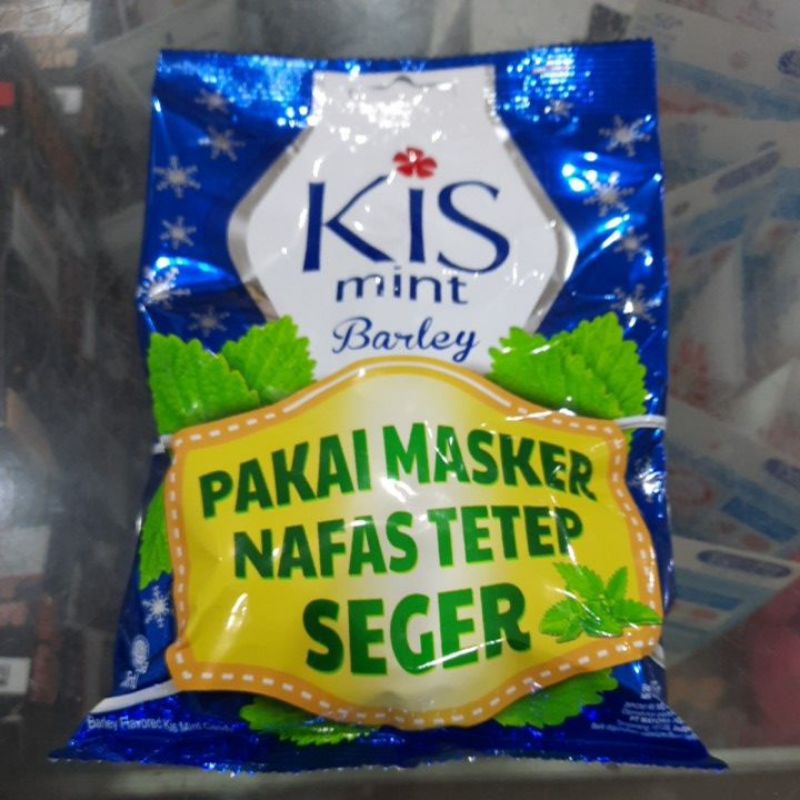 KIS
mint
Barley
PAKAI MASKER
NAFAS TETEP
SEGER
Barley Flavored Kis Mint Candy